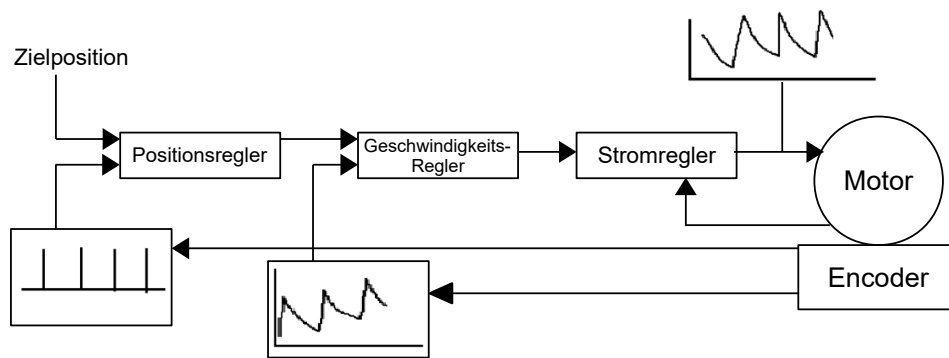 Zielposition
Positionsregler
Geschwindigkeits-
Regler
Stromregler
Motor
Encoder